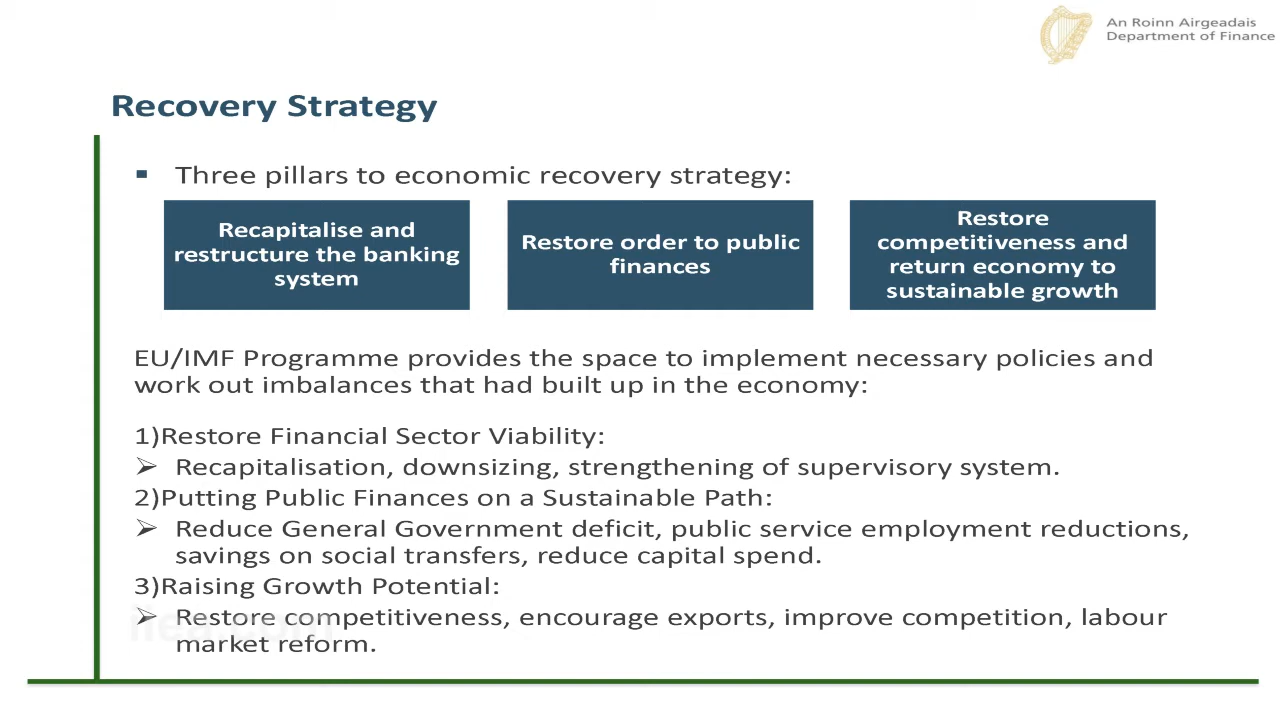 An Roinn Airgeadais
Department of Finance
Recovery Strategy
▪ Three pillars to economic recovery strategy:
Recapitalise and
restructure the banking
system
Restore order to public
finances
Restore
competitiveness and
return economy to
sustainable growth
EU/IMF Programme provides the space to implement necessary policies and
work out imbalances that had built up in the economy:
1)Restore Financial Sector Viability:
➢ Recapitalisation, downsizing, strengthening of supervisory system.
2)Putting Public Finances on a Sustainable Path:
➢ Reduce General Government deficit, public service employment reductions,
savings on social transfers, reduce capital spend.
3)Raising Growth Potential:
➢ Restore competitiveness, encourage exports, improve competition, labour
market reform.